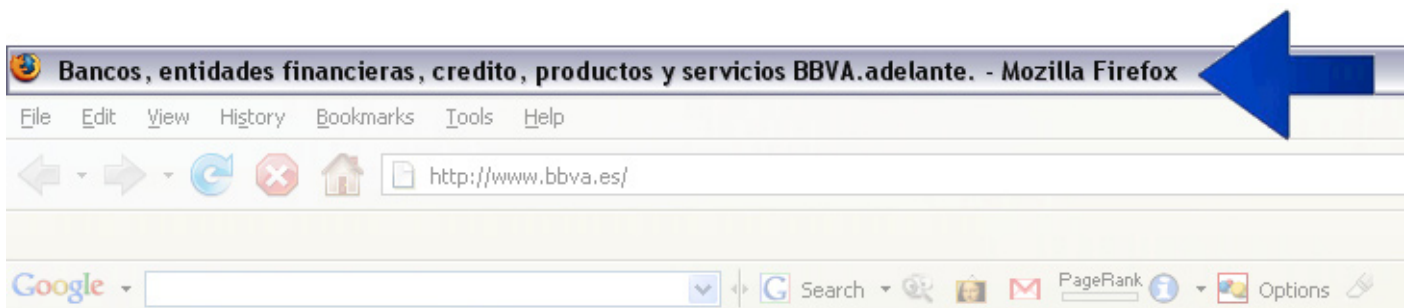 Bancos, entidades financieras, credito, productos y servicios BBVA.adelante. - Mozilla Firefox
File Edit View History Bookmarks Tools Help
http://www.bbva.es/
Google G Search PageRank Options